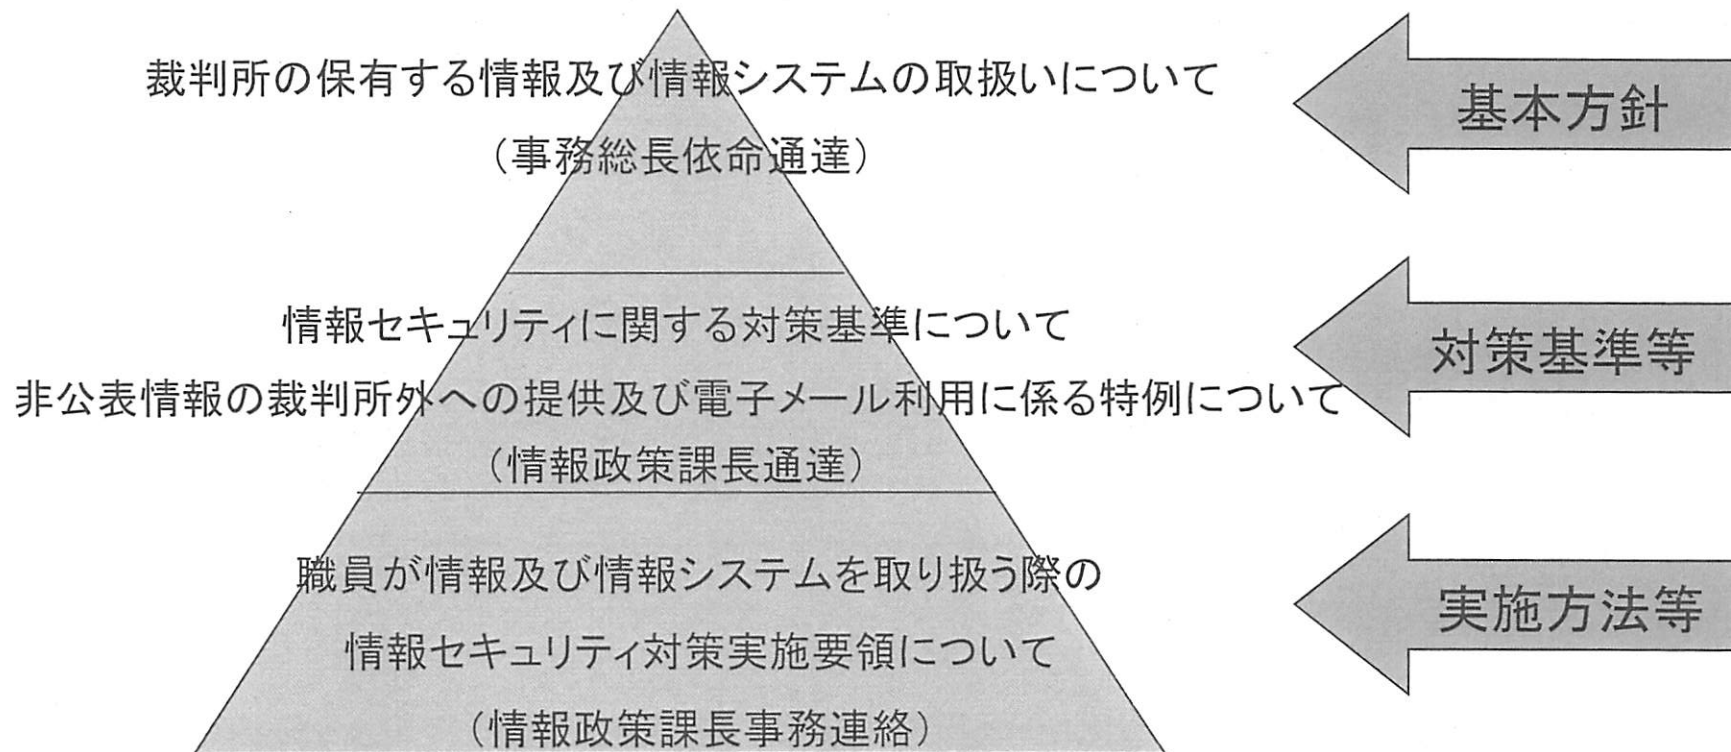 裁判所の保有する情報及び情報システムの取扱いについて
（事務総長依命通達）
基本方針
情報セキュリティに関する対策基準について
非公表情報の裁判所外への提供及び電子メール利用に係る特例について
（情報政策課長通達）
対策基準等
職員が情報及び情報システムを取り扱う際の
情報セキュリティ対策実施要領について
（情報政策課長事務連絡）
実施方法等